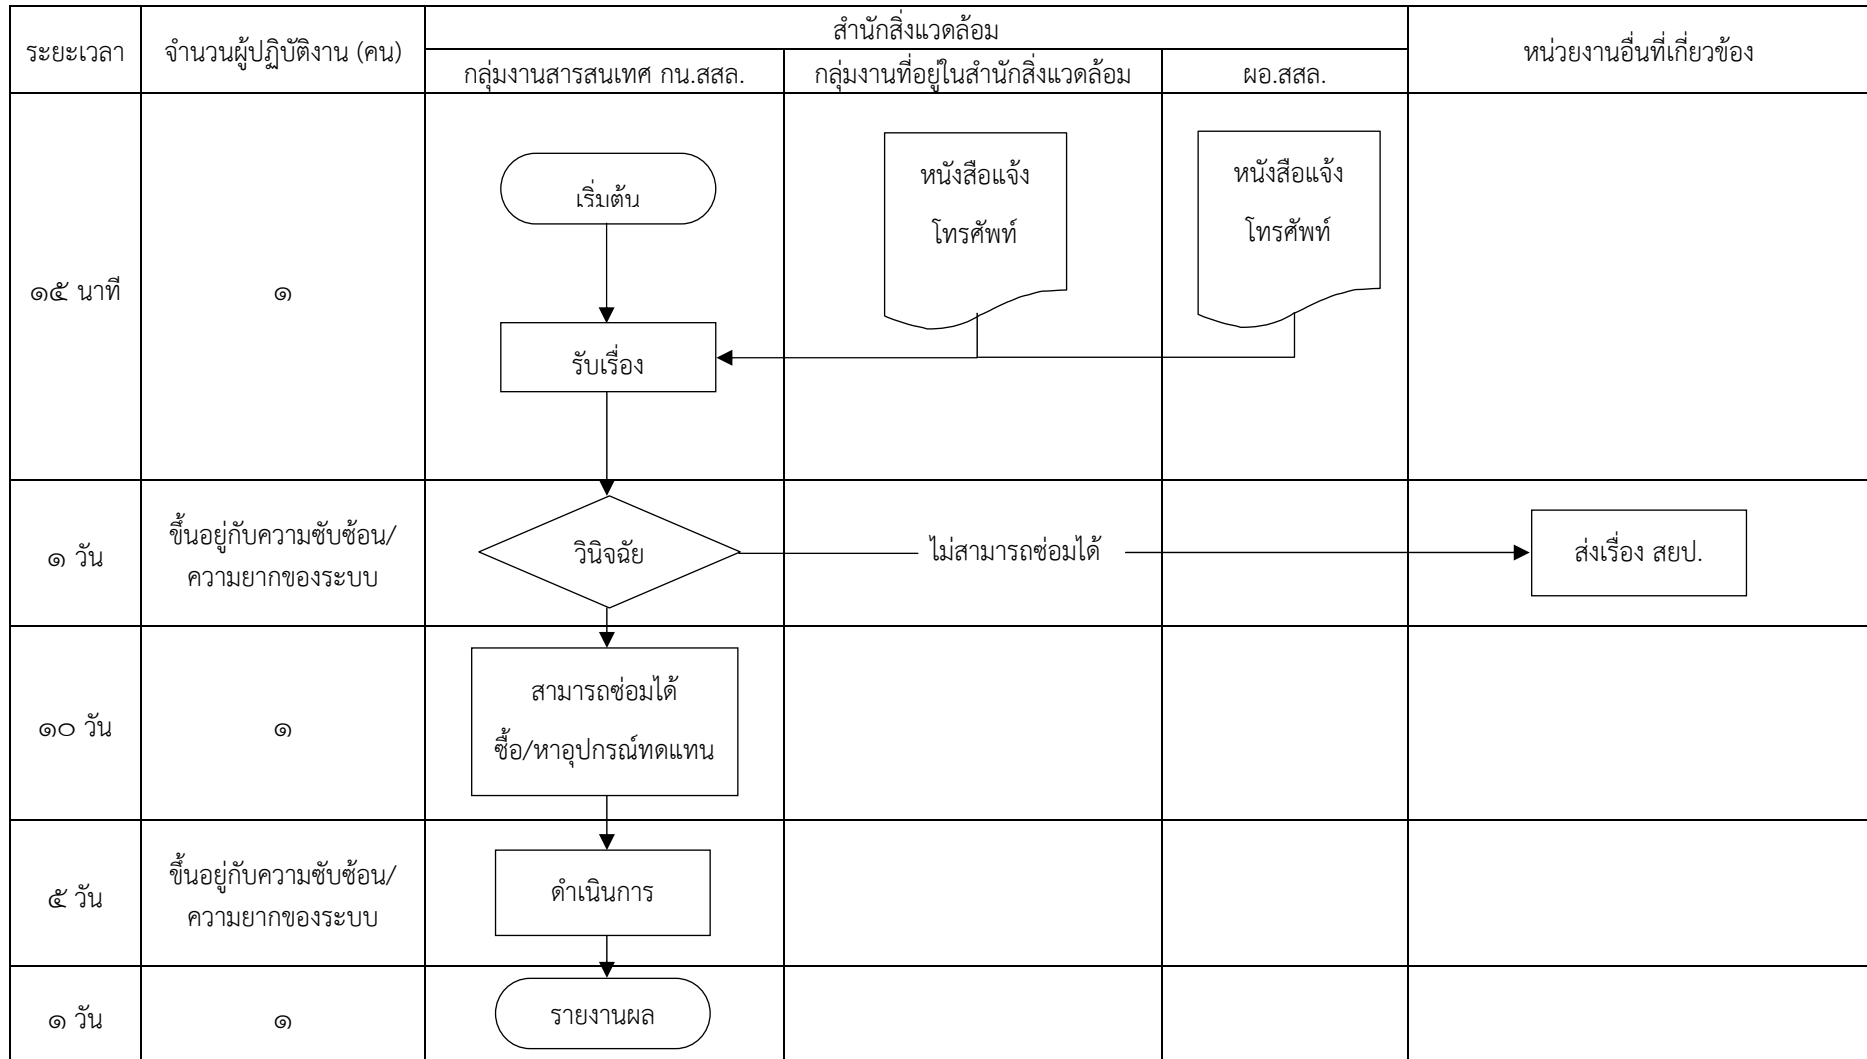 ระยะเวลา
จำนวนผู้ปฏิบัติงาน (คน)
สำนักสิ่งแวดล้อม
หน่วยงานอื่นที่เกี่ยวข้อง
กลุ่มงานสารสนเทศ กน.สสล.
กลุ่มงานที่อยู่ในสำนักสิ่งแวดล้อม
ผอ.สสล.
๑๕ นาที
๑
เริ่มต้น
หนังสือแจ้ง
โทรศัพท์
หนังสือแจ้ง
โทรศัพท์
รับเรื่อง
๑ วัน
ขึ้นอยู่กับความซับซ้อน/
ความยากของระบบ
วินิจฉัย
ไม่สามารถซ่อมได้
ส่งเรื่อง สยป.
๑๐ วัน
๑
สามารถซ่อมได้
ซื้อ/หาอุปกรณ์ทดแทน
๕ วัน
ขึ้นอยู่กับความซับซ้อน/
ความยากของระบบ
ดำเนินการ
๑ วัน
๑
รายงานผล